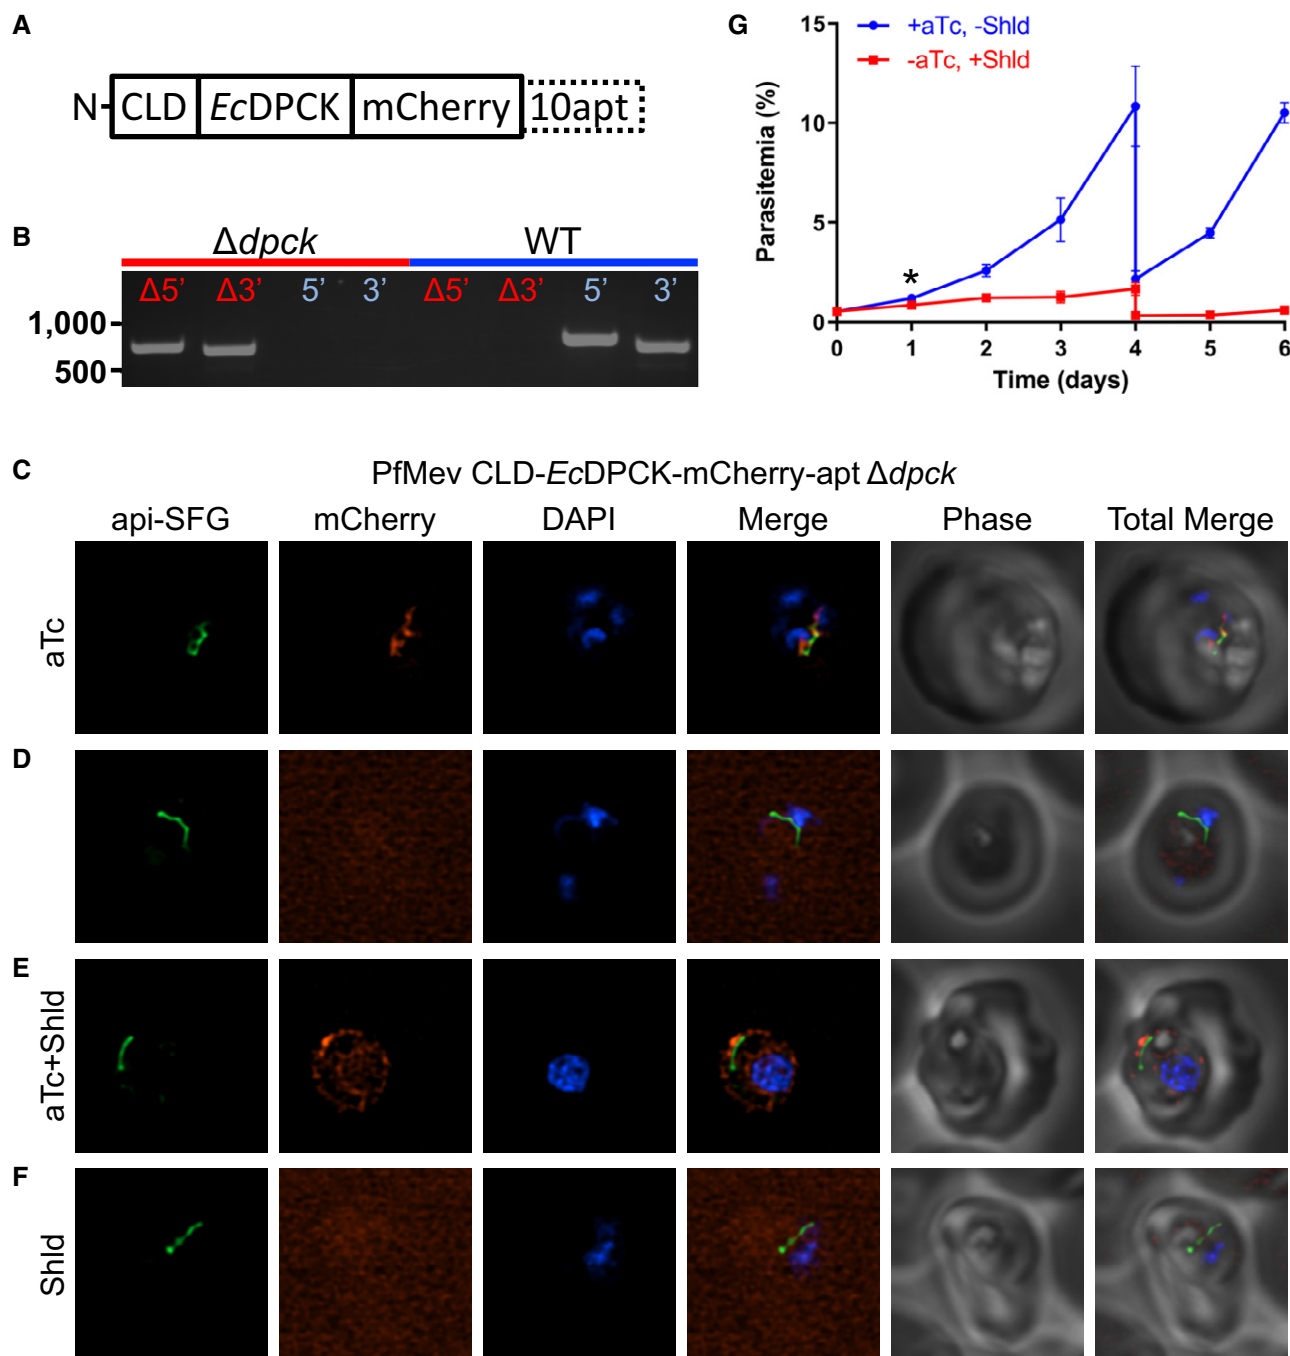 A
N-
CLD
EcDPCK
mCherry
10apt
B
Δdpck
WT
Δ5’ Δ3’ 5’ 3’ Δ5’ Δ3’ 5’ 3’
1,000
500
G
+aTc, -Shld
-aTc, +Shld
Parasitemia (%)
15
10
5
0
*
0 1 2 3 4 5 6
Time (days)
C
PfMev CLD-EcDPCK-mCherry-apt Δdpck
api-SFG mCherry DAPI Merge Phase Total Merge
aTc
D
E
aTc+Shld
F
Shld